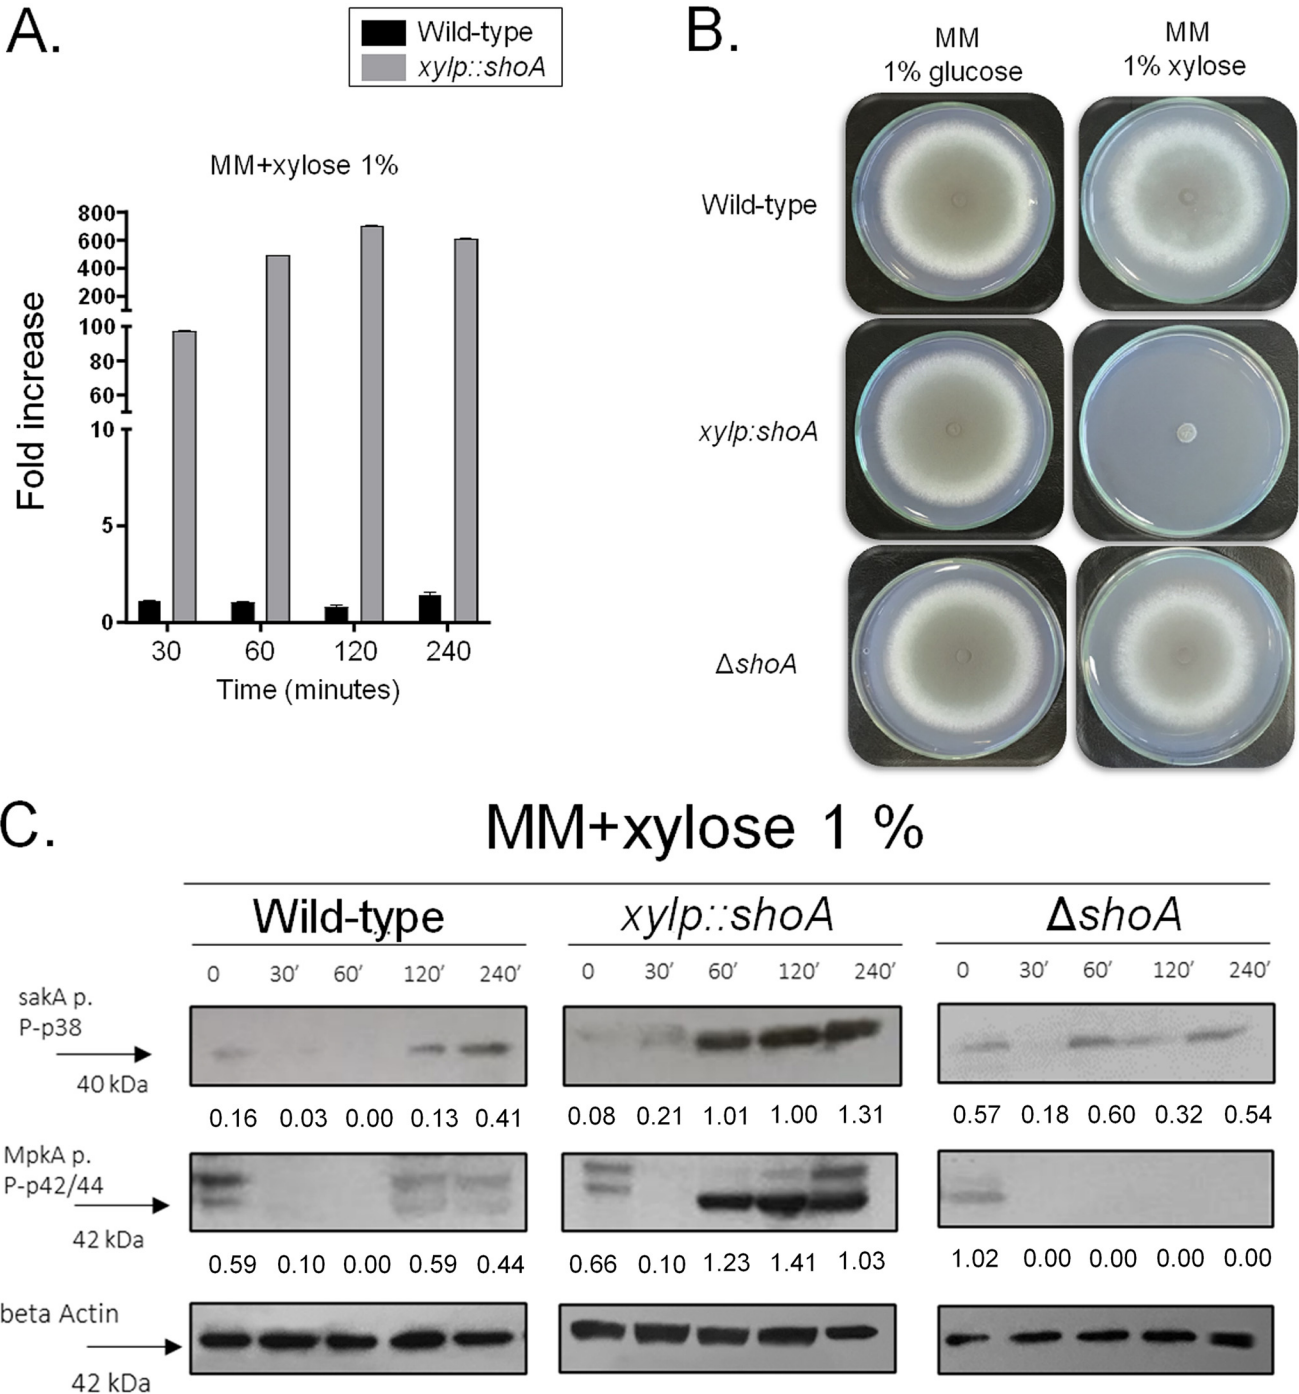 A.
Wild-type
xylp::shoA
MM+xylose 1%
Fold increase
800
600
400
200
100
80
60
10
5
0
30 60 120 240
Time (minutes)
B.
MM
1% glucose
MM
1% xylose
Wild-type
xylp:shoA
ΔshoA
C.
MM+xylose 1 %
Wild-type xylp::shoA ΔshoA
0 30′ 60′ 120′ 240′ 0 30′ 60′ 120′ 240′ 0 30′ 60′ 120′ 240′
sakA p.
P-p38
40 kDa
0.16 0.03 0.00 0.13 0.41 0.08 0.21 1.01 1.00 1.31 0.57 0.18 0.60 0.32 0.54
MpkA p.
P-p42/44
42 kDa
0.59 0.10 0.00 0.59 0.44 0.66 0.10 1.23 1.41 1.03 1.02 0.00 0.00 0.00 0.00
beta Actin
42 kDa